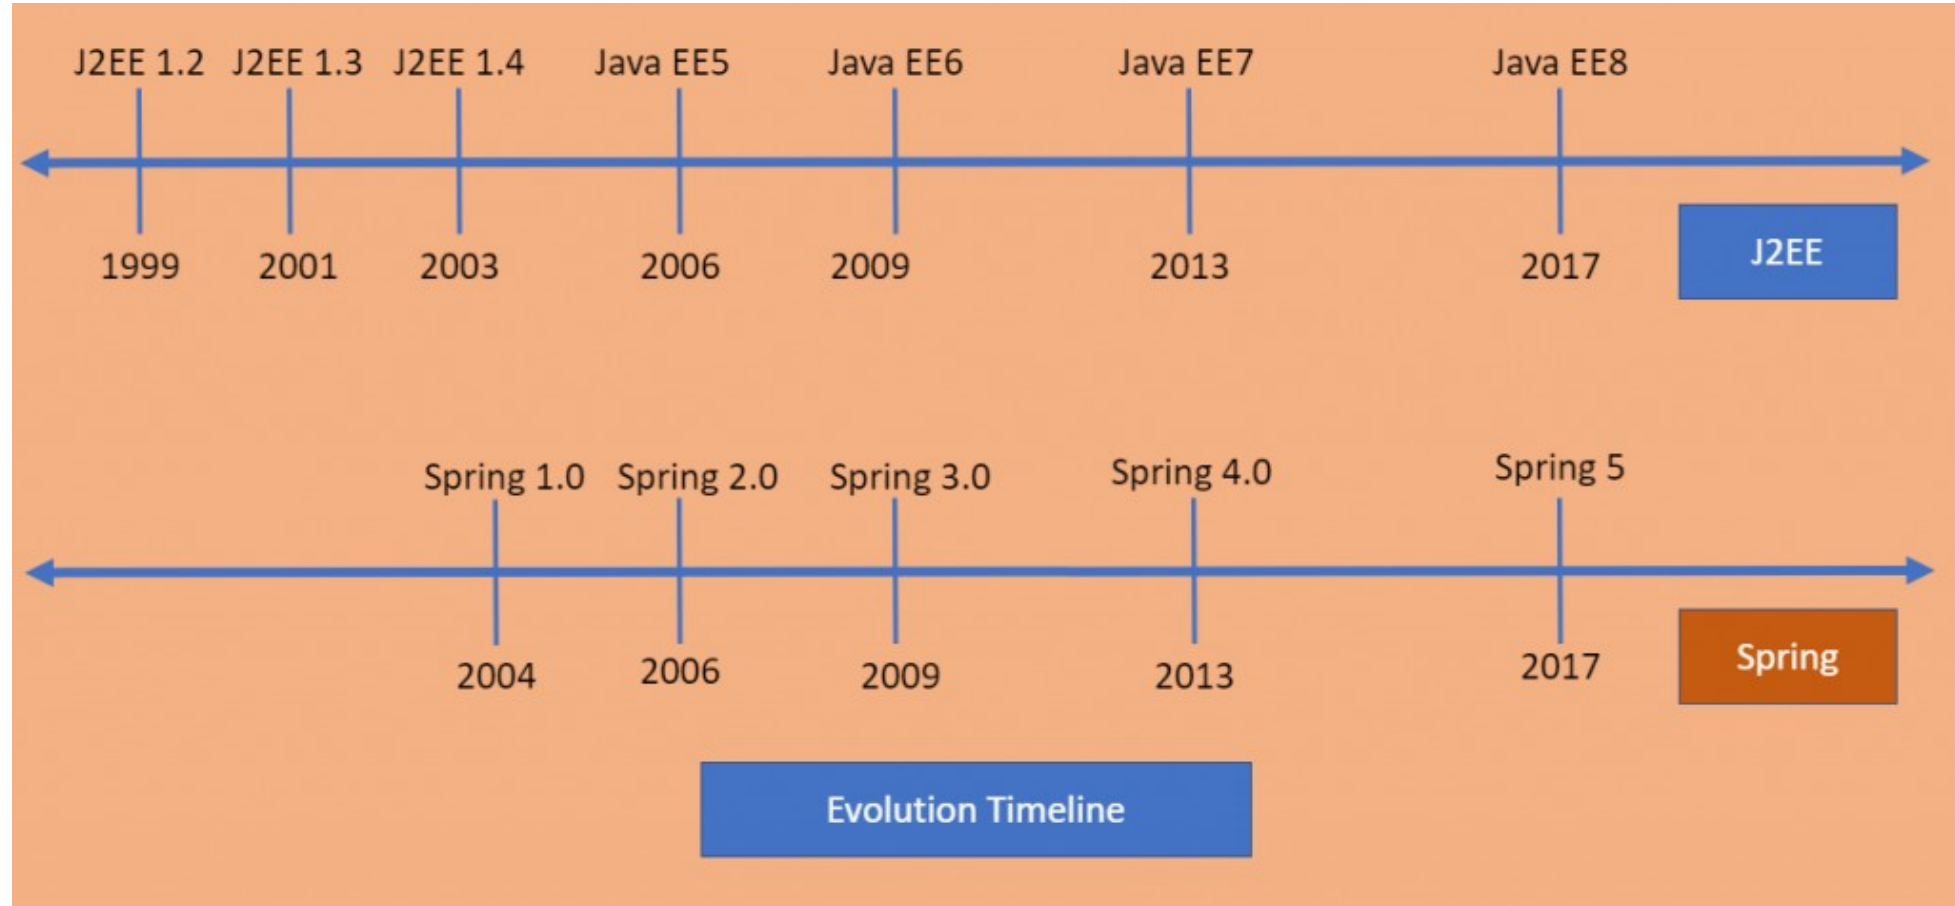 J2EE 1.2 J2EE 1.3 J2EE 1.4 Java EE5 Java EE6 Java EE7 Java EE8
1999 2001 2003 2006 2009 2013 2017
J2EE
Spring 1.0 Spring 2.0 Spring 3.0 Spring 4.0 Spring 5
2004 2006 2009 2013 2017
Spring
Evolution Timeline